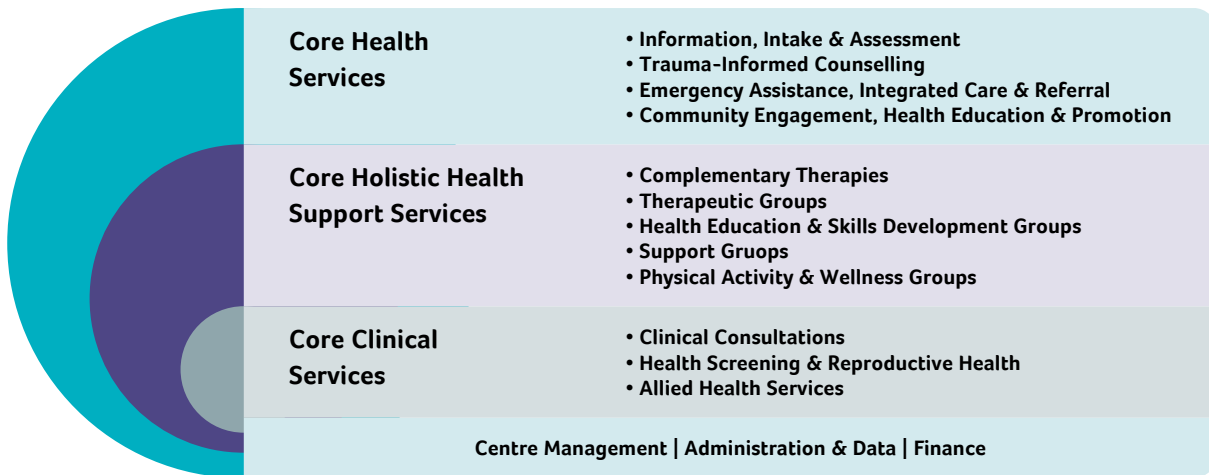 Core Health
Services
• Information, Intake & Assessment
• Trauma-Informed Counselling
• Emergency Assistance, Integrated Care & Referral
• Community Engagement, Health Education & Promotion
Core Holistic Health
Support Services
• Complementary Therapies
• Therapeutic Groups
• Health Education & Skills Development Groups
• Support Gruops
• Physical Activity & Wellness Groups
Core Clinical
Services
• Clinical Consultations
• Health Screening & Reproductive Health
• Allied Health Services
Centre Management | Administration & Data | Finance